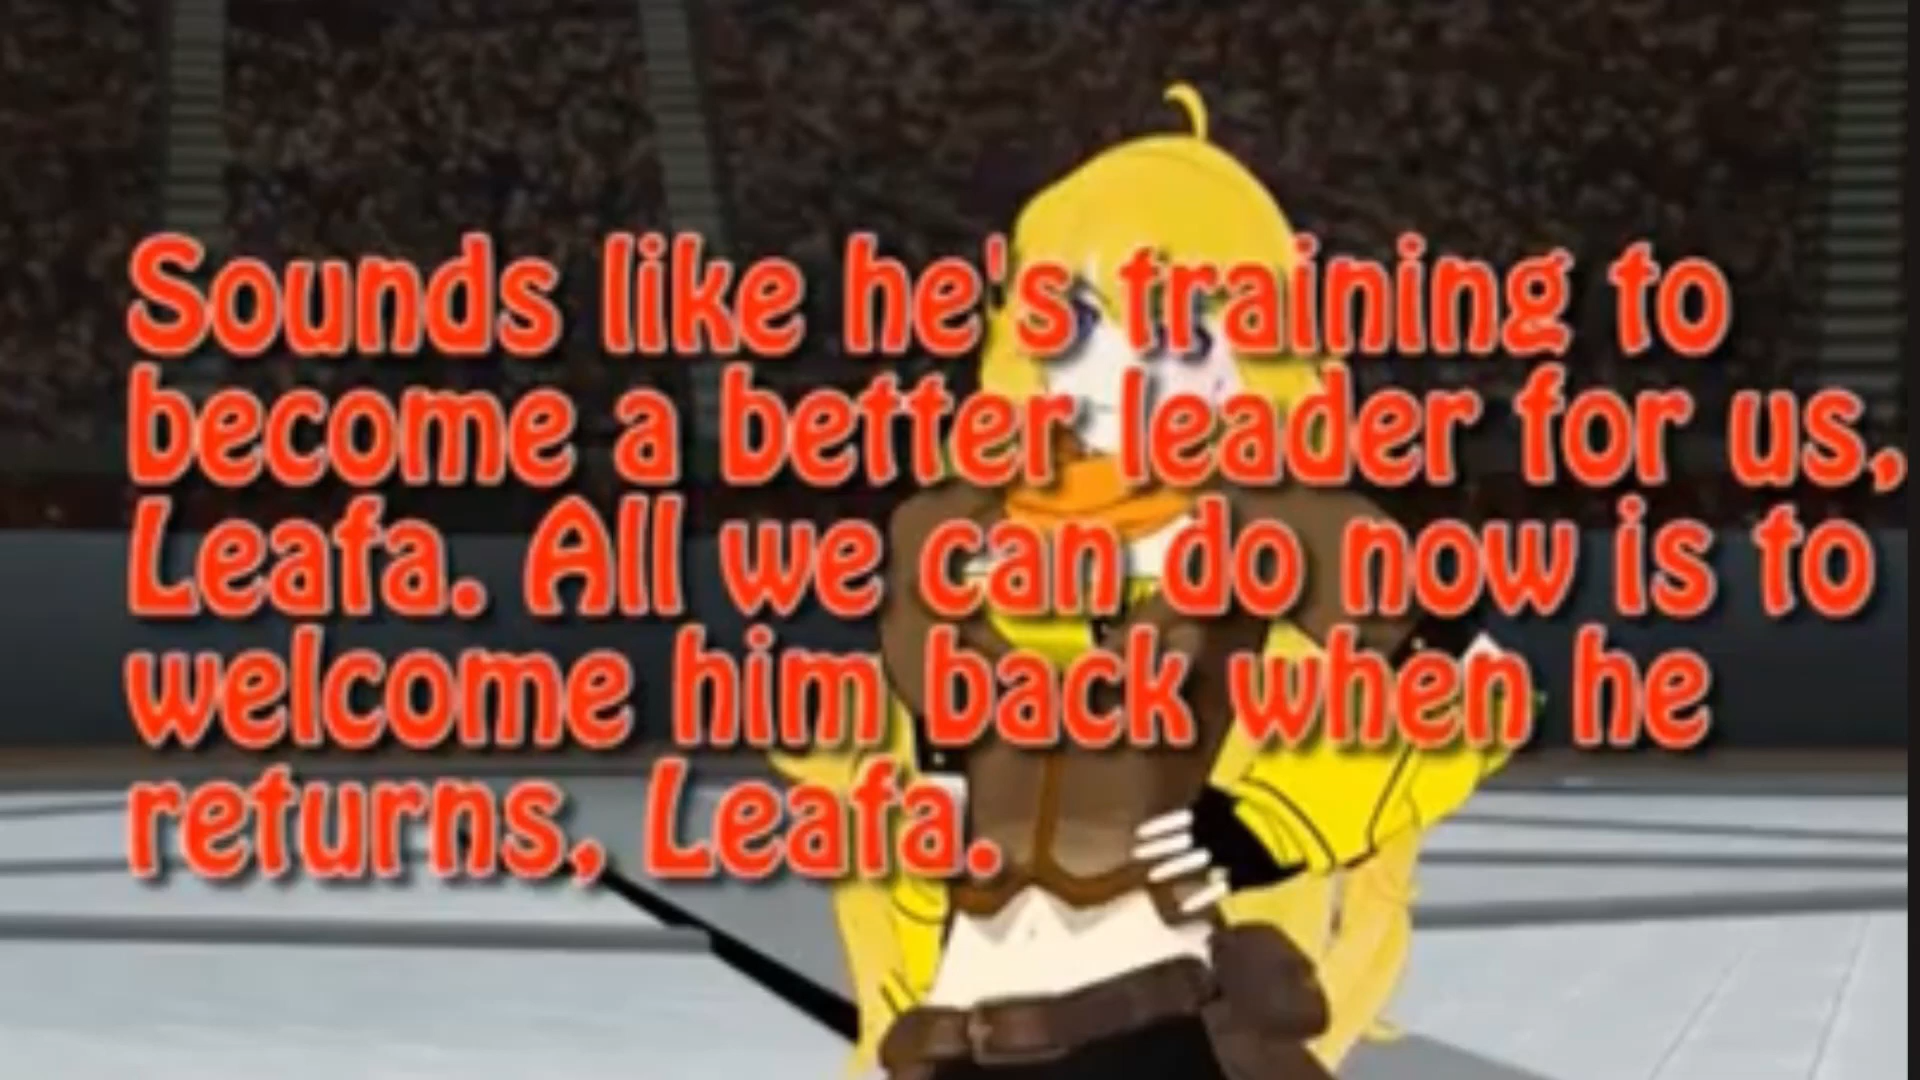 Sounds like he's training to
become a better leader for us,
Leafa. All we can do now is to
welcome him back when he
returns, Leafa.